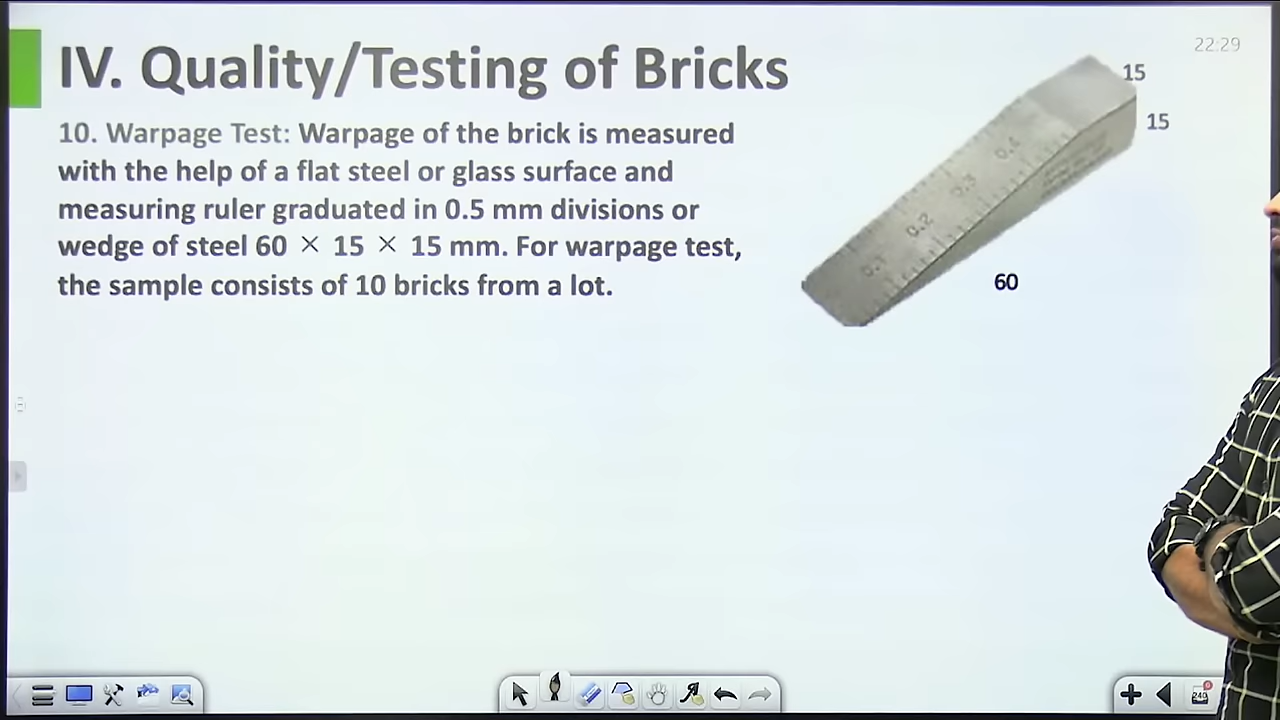 IV. Quality/Testing of Bricks
22:29
10. Warpage Test: Warpage of the brick is measured
with the help of a flat steel or glass surface and
measuring ruler graduated in 0.5 mm divisions or
wedge of steel 60 × 15 × 15 mm. For warpage test,
the sample consists of 10 bricks from a lot.
15
15
0.4
0.3
0.2
0.1
60